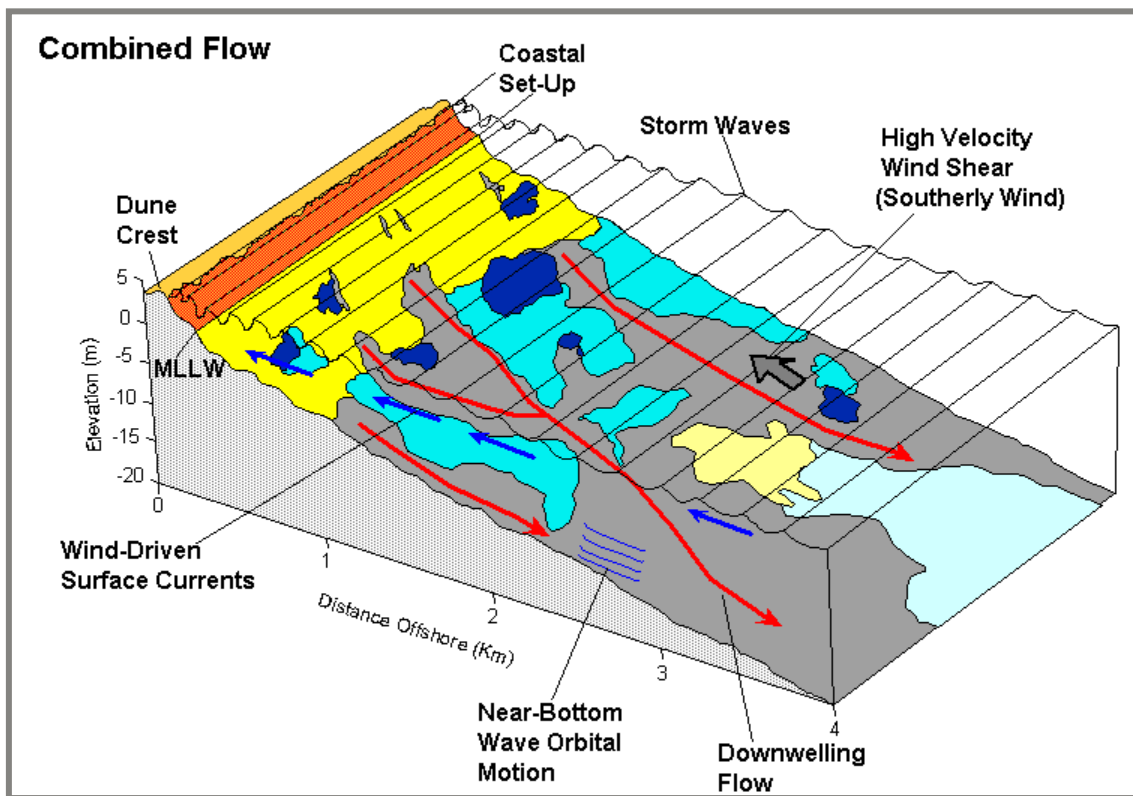 Combined Flow
Coastal
Set-Up
Storm Waves
High Velocity
Wind Shear
(Southerly Wind)
Dune
Crest
5
0
-5
-10
-15
-20
Elevation (m)
MLLW
0
1
2
3
4
Distance Offshore (Km)
Wind-Driven
Surface Currents
Near-Bottom
Wave Orbital
Motion
Downwelling
Flow